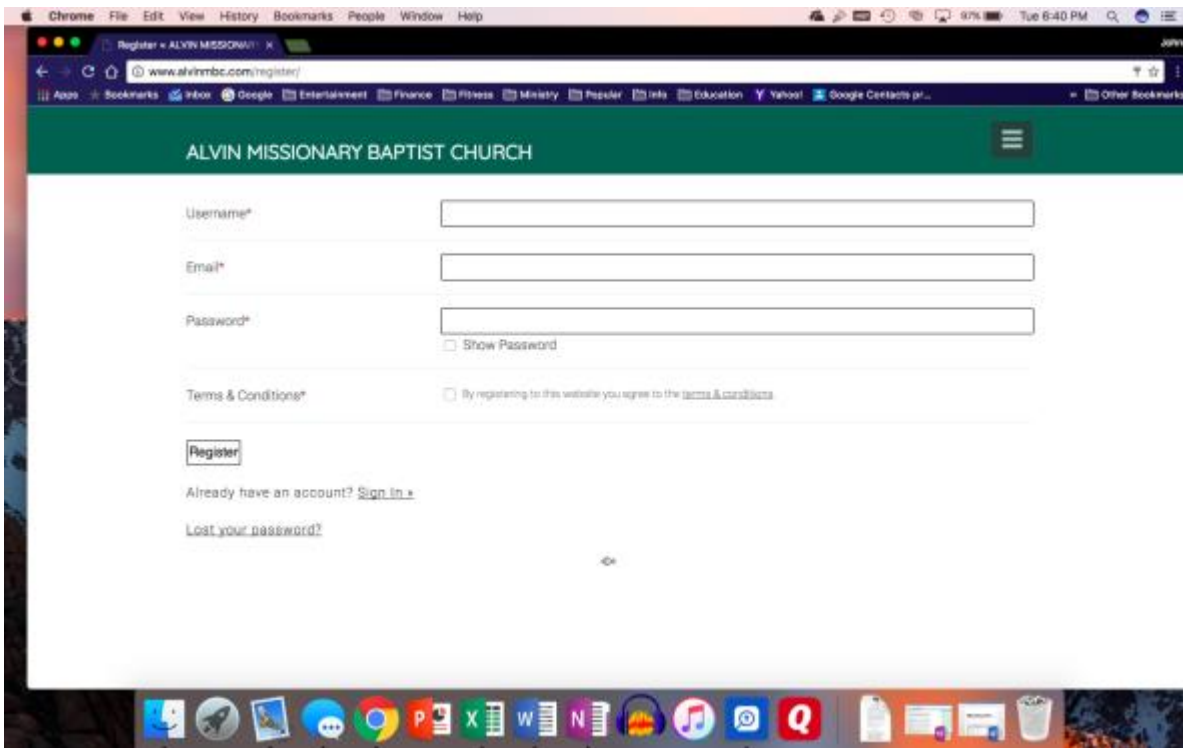 Chrome File Edit View History Bookmarks People Window Help 97% Tue 6:40 PM
Register « ALVIN MISSIONARY John
www.alvinmbc.com/register/
Apps Bookmarks Inbox Google Entertainment Finance Fitness Ministry Popular Info Education Yahoo! Google Contacts pr... » Other Bookmarks
ALVIN MISSIONARY BAPTIST CHURCH
Username*
Email*
Password*
Show Password
Terms & Conditions* By registering to this website you agree to the terms & conditions
Register
Already have an account? Sign In »
Lost your password?